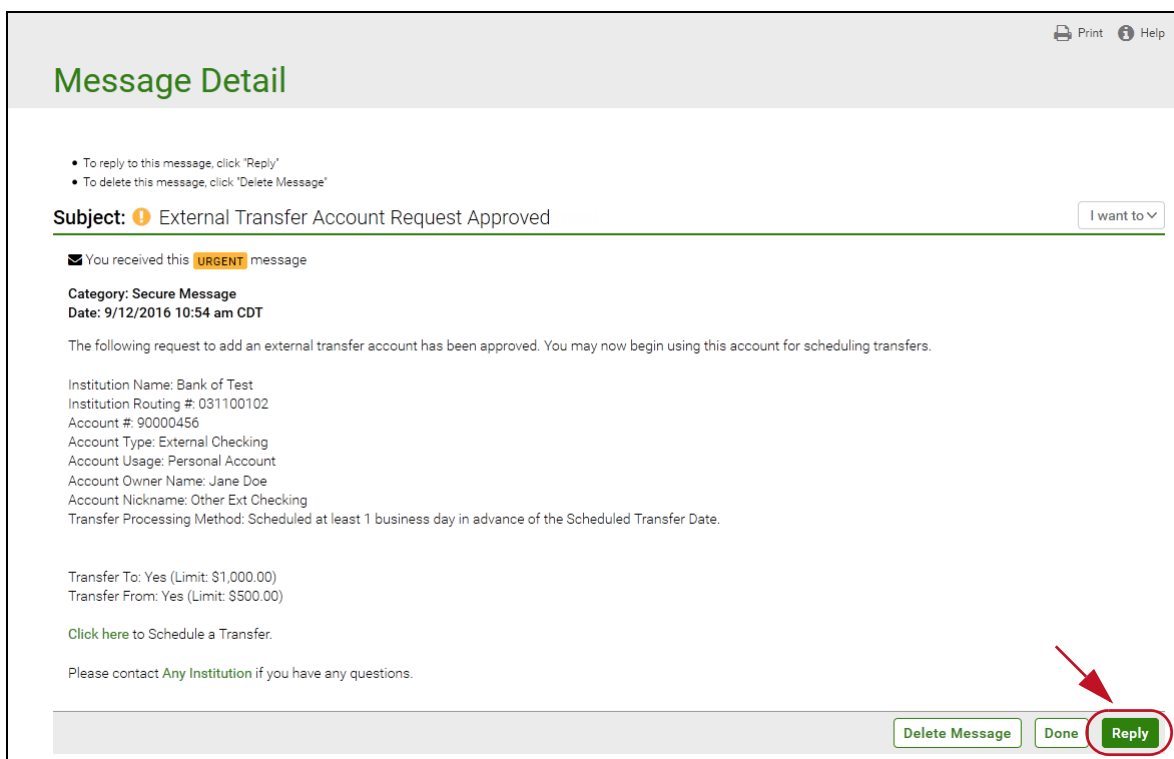 Print Help
Message Detail
• To reply to this message, click "Reply"
• To delete this message, click "Delete Message"
Subject: External Transfer Account Request Approved
I want to
You received this URGENT message
Category: Secure Message
Date: 9/12/2016 10:54 am CDT
The following request to add an external transfer account has been approved. You may now begin using this account for scheduling transfers.
Institution Name: Bank of Test
Institution Routing #: 031100102
Account #: 90000456
Account Type: External Checking
Account Usage: Personal Account
Account Owner Name: Jane Doe
Account Nickname: Other Ext Checking
Transfer Processing Method: Scheduled at least 1 business day in advance of the Scheduled Transfer Date.
Transfer To: Yes (Limit: $1,000.00)
Transfer From: Yes (Limit: $500.00)
Click here to Schedule a Transfer.
Please contact Any Institution if you have any questions.
Delete Message Done Reply